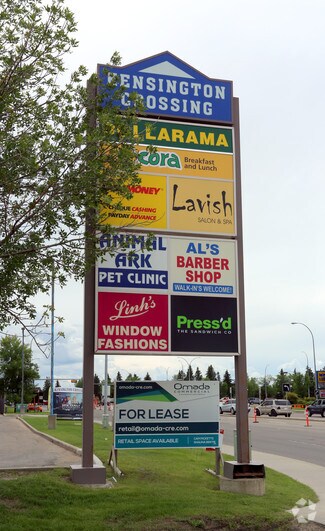 KENSINGTON
CROSSING
LLARAMA
cora
Breakfast
and Lunch
MONEY
CHEQUE CASHING
PAYDAY ADVANCE
Lavish
SALON & SPA
ANIMAL
PARK
PET CLINIC
AL'S
BARBER
SHOP
WALK-IN'S WELCOME!
Linh's
WINDOW
FASHIONS
Press'd
THE SANDWICH CO
Omada
COMMERCIAL
FOR LEASE
retail@omada-cre.com
RETAIL SPACE AVAILABLE
omada-cre.com